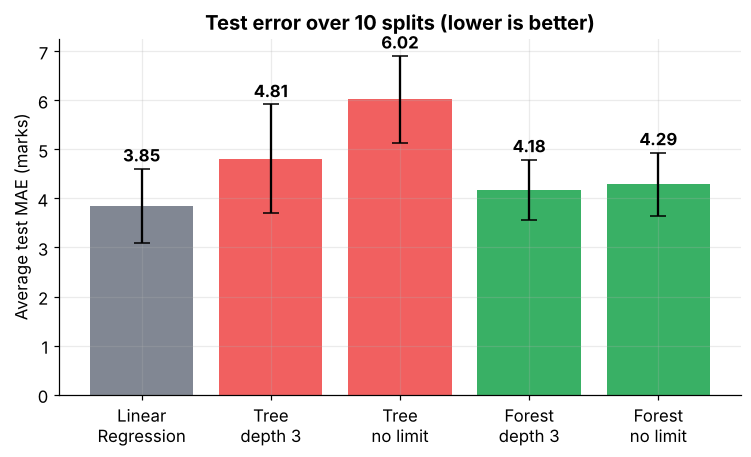 Test error over 10 splits (lower is better)
Average test MAE (marks)
7
6
5
4
3
2
1
0
3.85
4.81
6.02
4.18
4.29
Linear
Regression
Tree
depth 3
Tree
no limit
Forest
depth 3
Forest
no limit